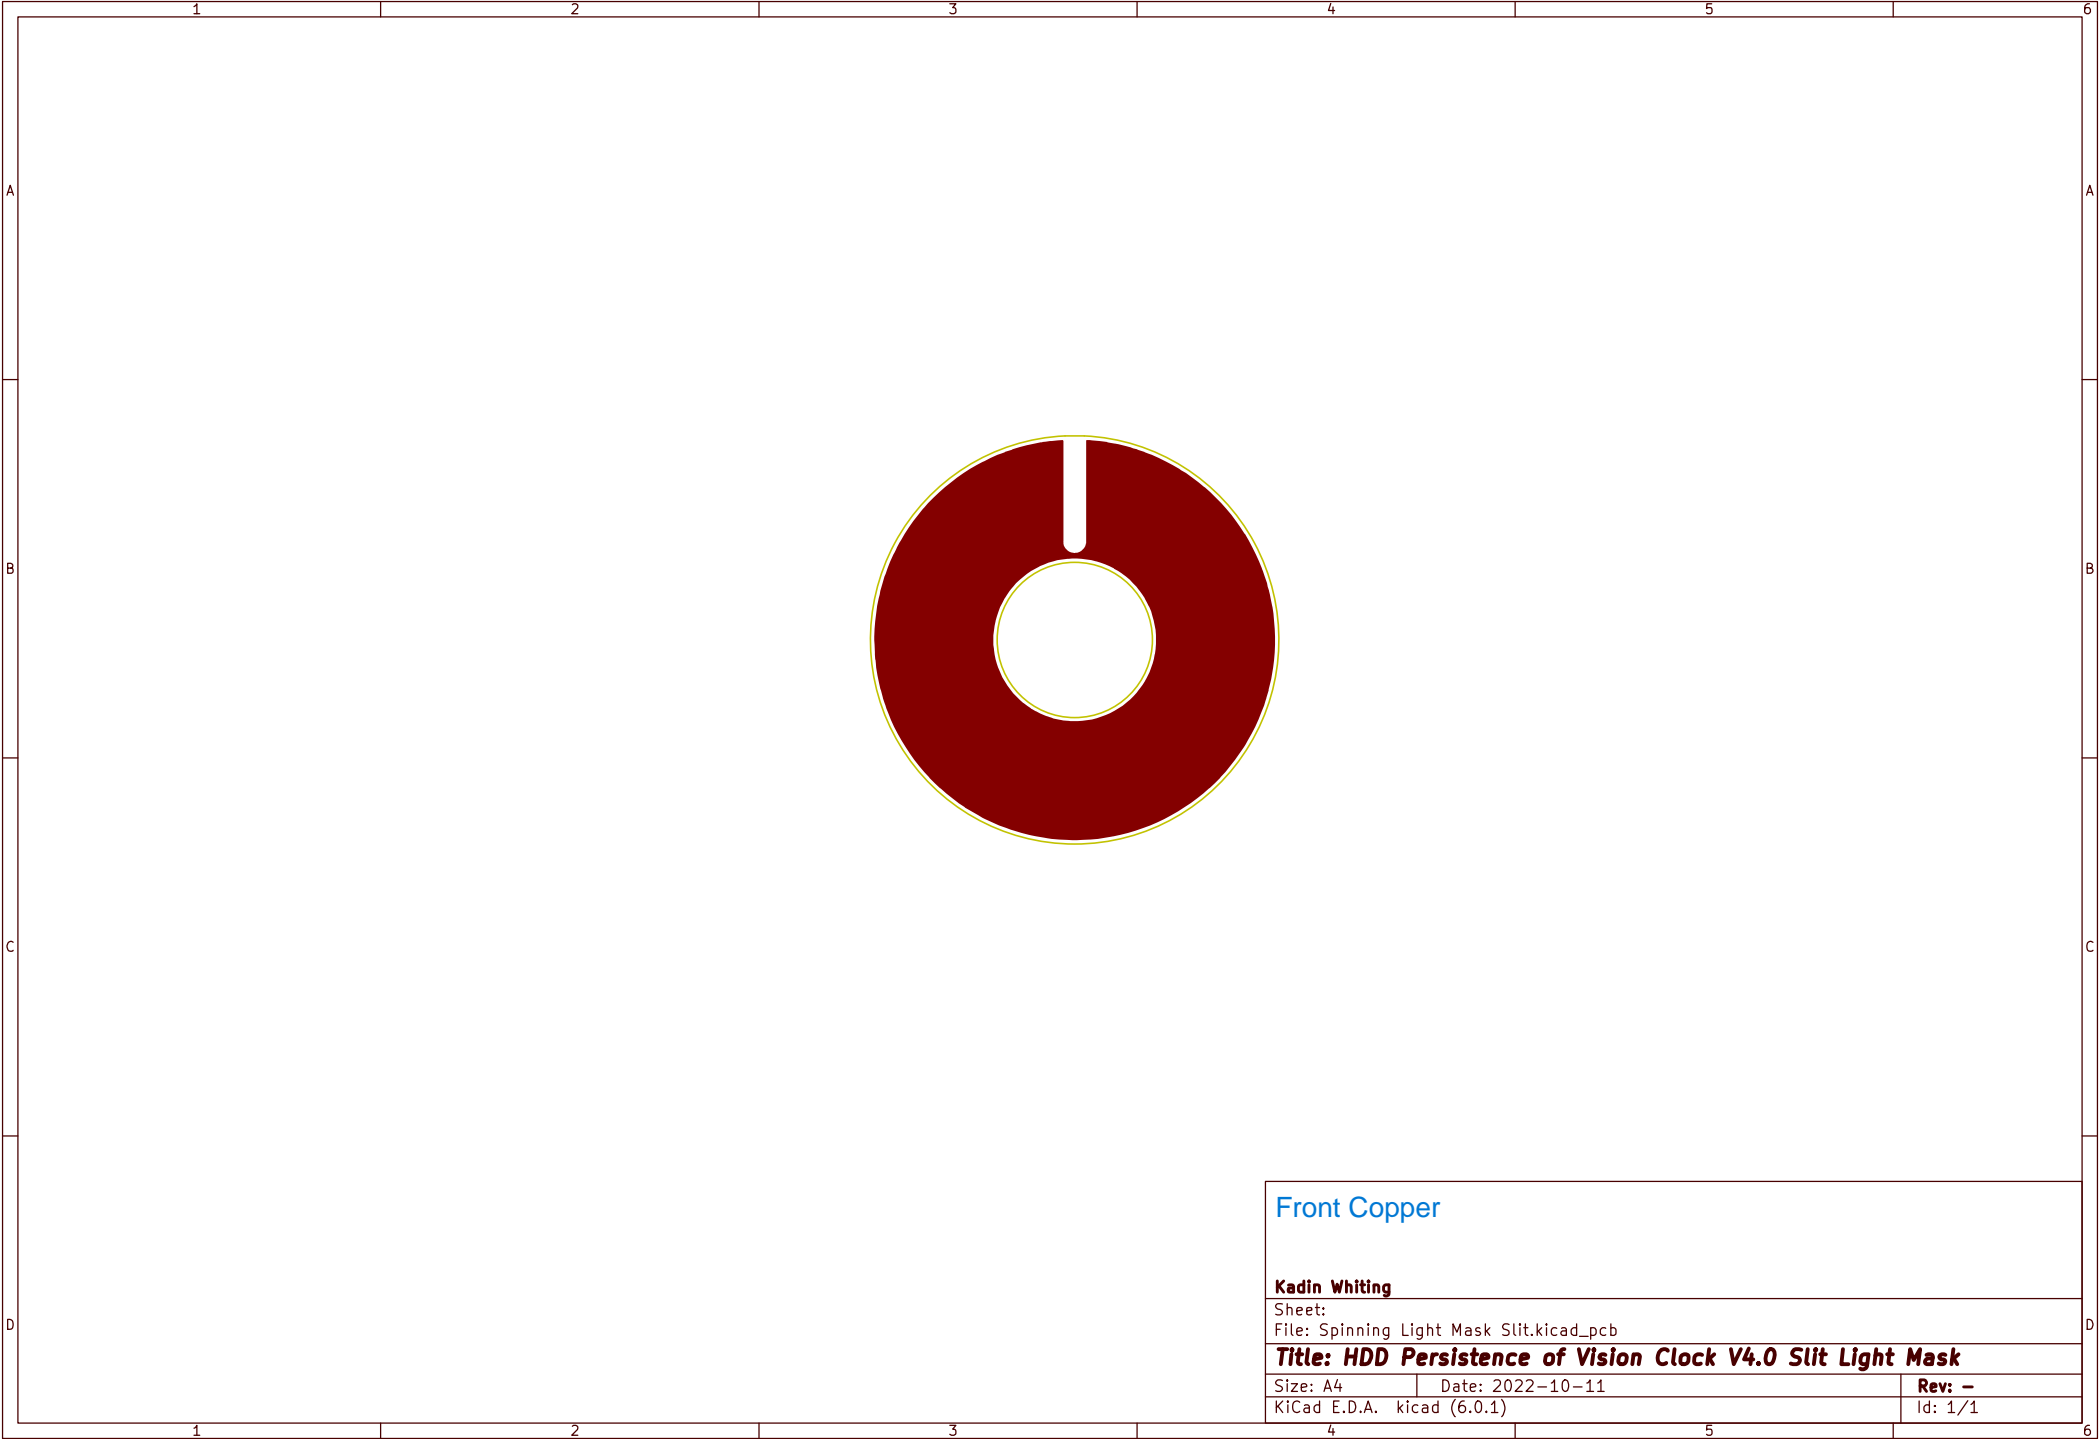 1 2 3 4 5 6
A A
B B
C C
Front Copper
Kadin Whiting
Sheet:
D D
File: Spinning Light Mask Slit.kicad_pcb
Title: HDD Persistence of Vision Clock V4.0 Slit Light Mask
Size: A4 Date: 2022-10-11 Rev: -
KiCad E.D.A. kicad (6.0.1) Id: 1/1
1 2 3 4 5 6